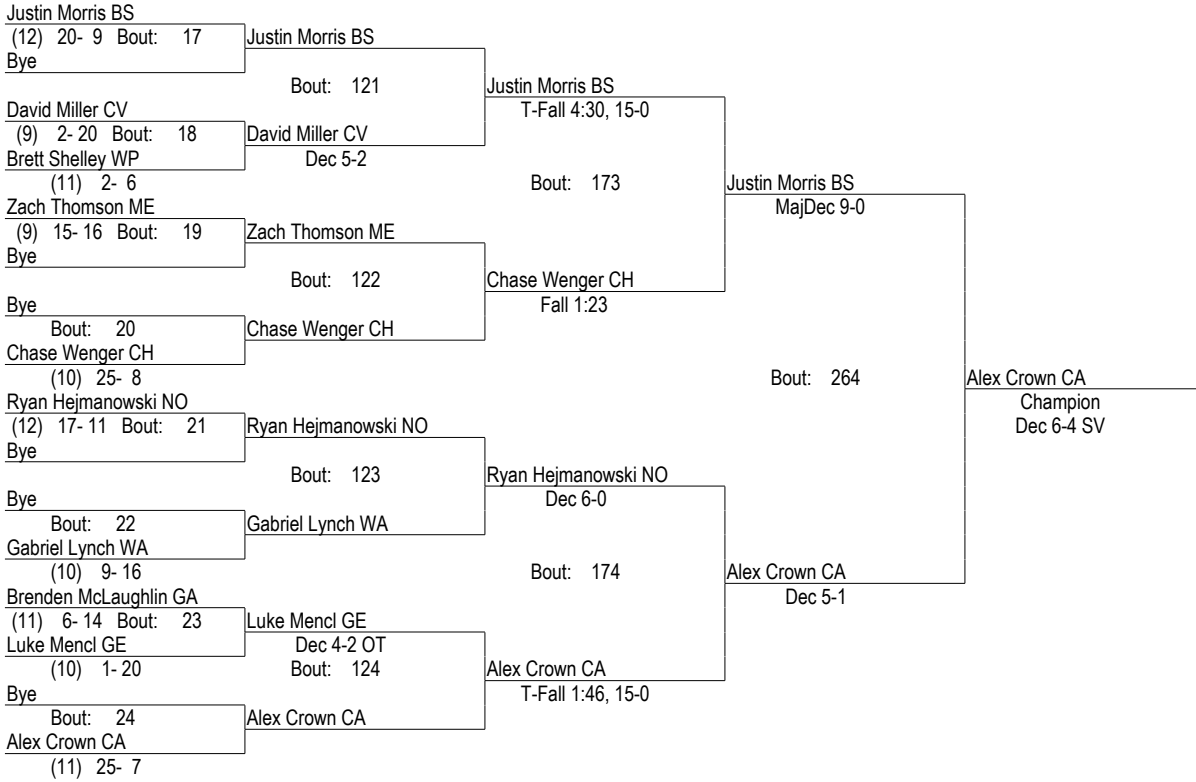 Justin Morris BS
(12) 20- 9 Bout: 17
Bye
Justin Morris BS
Bout: 121
David Miller CV
(9) 2- 20 Bout: 18
Brett Shelley WP
(11) 2- 6
David Miller CV
Dec 5-2
Justin Morris BS
T-Fall 4:30, 15-0
Bout: 173
Zach Thomson ME
(9) 15- 16 Bout: 19
Bye
Zach Thomson ME
Bout: 122
Bye
Bout: 20
Chase Wenger CH
(10) 25- 8
Chase Wenger CH
Chase Wenger CH
Fall 1:23
Justin Morris BS
MajDec 9-0
Bout: 264
Ryan Hejmanowski NO
(12) 17- 11 Bout: 21
Bye
Ryan Hejmanowski NO
Bout: 123
Bye
Bout: 22
Gabriel Lynch WA
(10) 9- 16
Gabriel Lynch WA
Ryan Hejmanowski NO
Dec 6-0
Bout: 174
Brenden McLaughlin GA
(11) 6- 14 Bout: 23
Luke Mencl GE
(10) 1- 20
Luke Mencl GE
Dec 4-2 OT
Bout: 124
Bye
Bout: 24
Alex Crown CA
(11) 25- 7
Alex Crown CA
Alex Crown CA
T-Fall 1:46, 15-0
Alex Crown CA
Dec 5-1
Alex Crown CA
Champion
Dec 6-4 SV